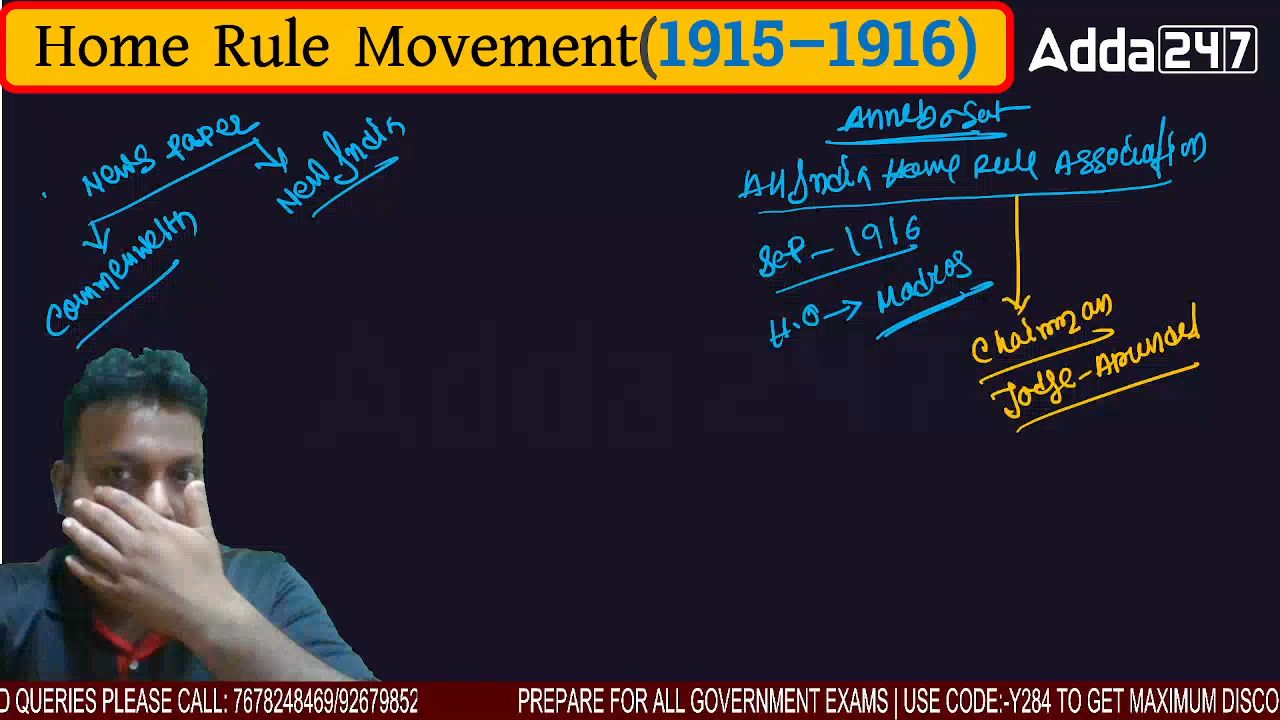 Home Rule Movement(1915–1916)
Adda247
News Paper
New India
Commenwelth
Annebeset
All India Home Rule Association
Sep - 1916
H.O → Madros
Chairman
Jodge - Arundel
D QUERIES PLEASE CALL: 7678248469/92679852
PREPARE FOR ALL GOVERNMENT EXAMS | USE CODE:-Y284 TO GET MAXIMUM DISCO